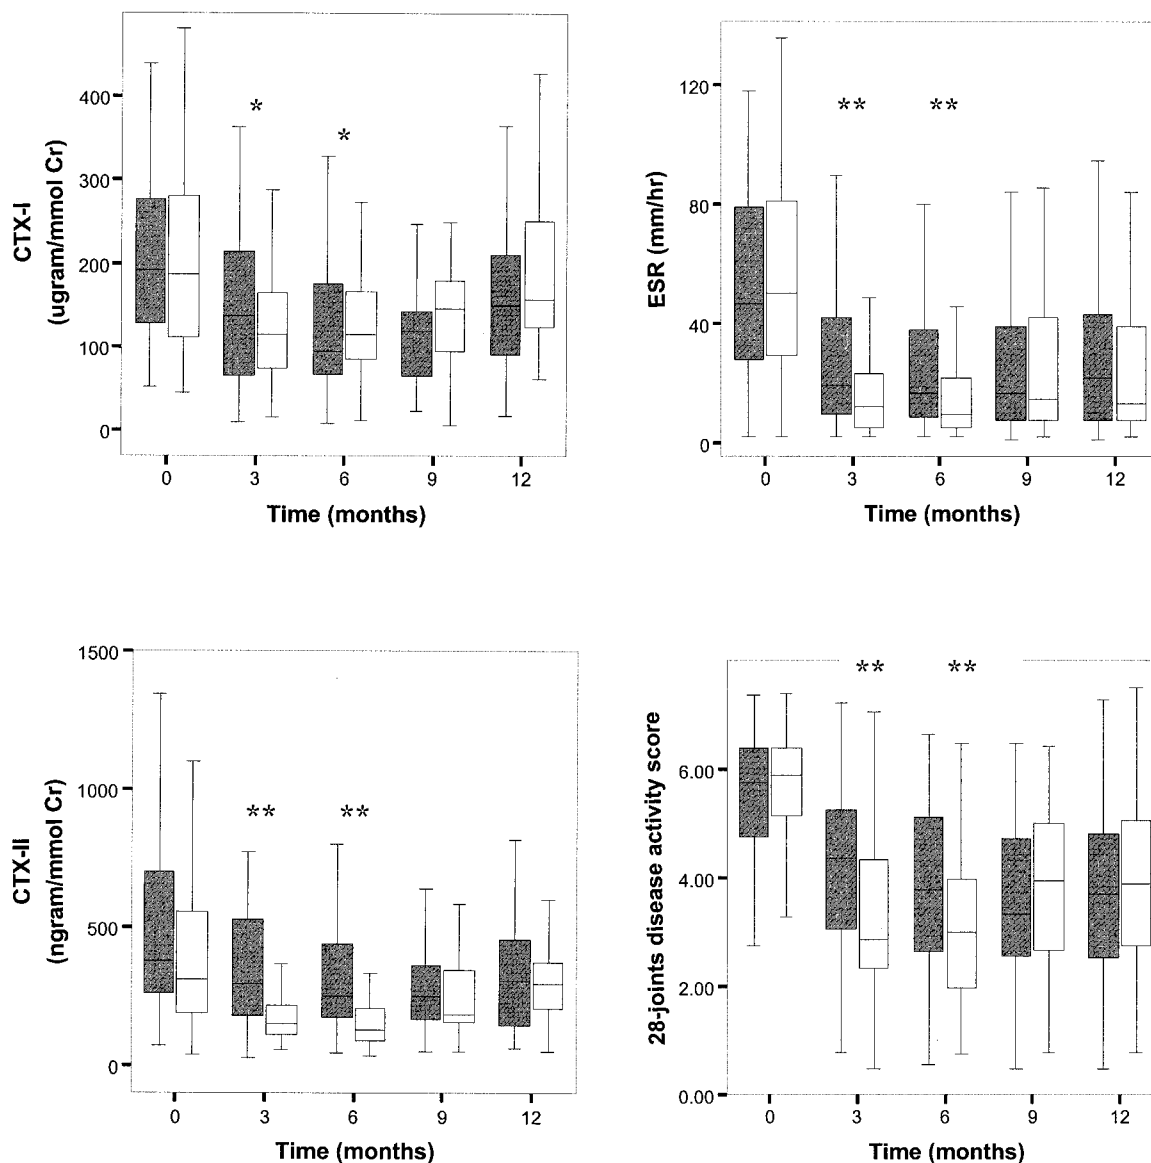 CTX-I
(ugram/mmol Cr)
400
300
200
100
0
*
*
0 3 6 9 12
Time (months)
ESR (mm/hr)
120
80
40
0
**
**
0 3 6 9 12
Time (months)
CTX-II
(ngram/mmol Cr)
1500
1000
500
0
**
**
0 3 6 9 12
Time (months)
28-joints disease activity score
6.00
4.00
2.00
0.00
**
**
0 3 6 9 12
Time (months)